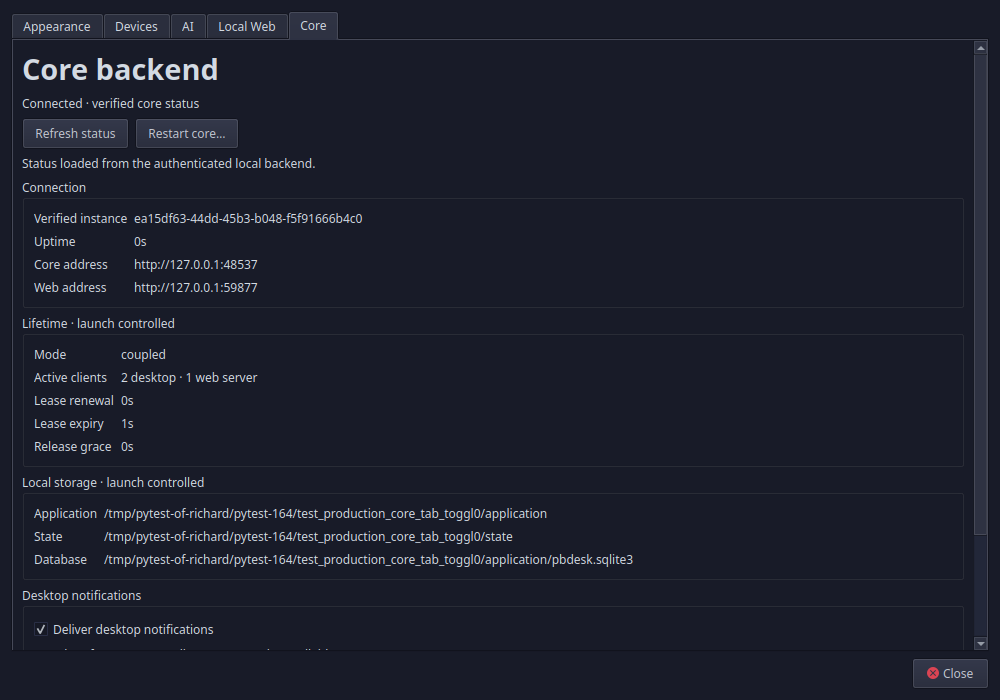 Appearance Devices AI Local Web Core
Core backend
Connected · verified core status
Refresh status Restart core...
Status loaded from the authenticated local backend.
Connection
Verified instance ea15df63-44dd-45b3-b048-f5f91666b4c0
Uptime 0s
Core address http://127.0.0.1:48537
Web address http://127.0.0.1:59877
Lifetime · launch controlled
Mode coupled
Active clients 2 desktop · 1 web server
Lease renewal 0s
Lease expiry 1s
Release grace 0s
Local storage · launch controlled
Application /tmp/pytest-of-richard/pytest-164/test_production_core_tab_toggl0/application
State /tmp/pytest-of-richard/pytest-164/test_production_core_tab_toggl0/state
Database /tmp/pytest-of-richard/pytest-164/test_production_core_tab_toggl0/application/pbdesk.sqlite3
Desktop notifications
Deliver desktop notifications
Close